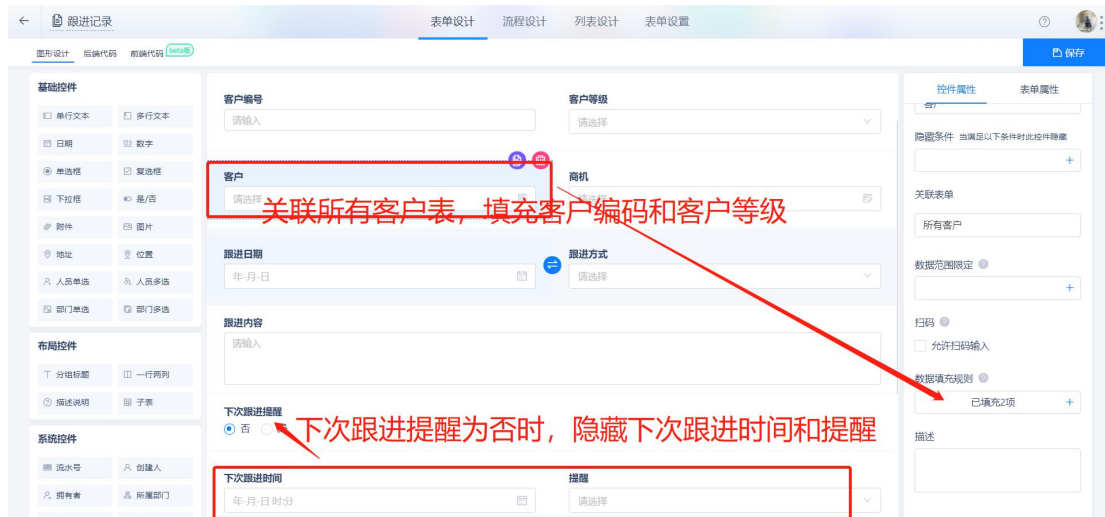 跟进记录
表单设计 流程设计 列表设计 表单设置
图形设计 后端代码 前端代码 beta版
保存
基础控件
单行文本 多行文本
日期 数字
单选框 复选框
下拉框 是/否
附件 图片
地址 位置
人员单选 人员多选
部门单选 部门多选
布局控件
分组标题 一行两列
描述说明 子表
系统控件
流水号 创建人
拥有者 所属部门
客户编号 客户等级
请输入 请选择
客户 商机
请选择
关联所有客户表，填充客户编码和客户等级
跟进日期 跟进方式
年-月-日 请选择
跟进内容
请输入
下次跟进提醒
否
下次跟进提醒为否时，隐藏下次跟进时间和提醒
下次跟进时间 提醒
年-月-日 时:分 请选择
控件属性 表单属性
隐藏条件 当满足以下条件时此控件隐藏
关联表单
所有客户
数据范围限定
扫码
允许扫码输入
数据填充规则
已填充2项
描述